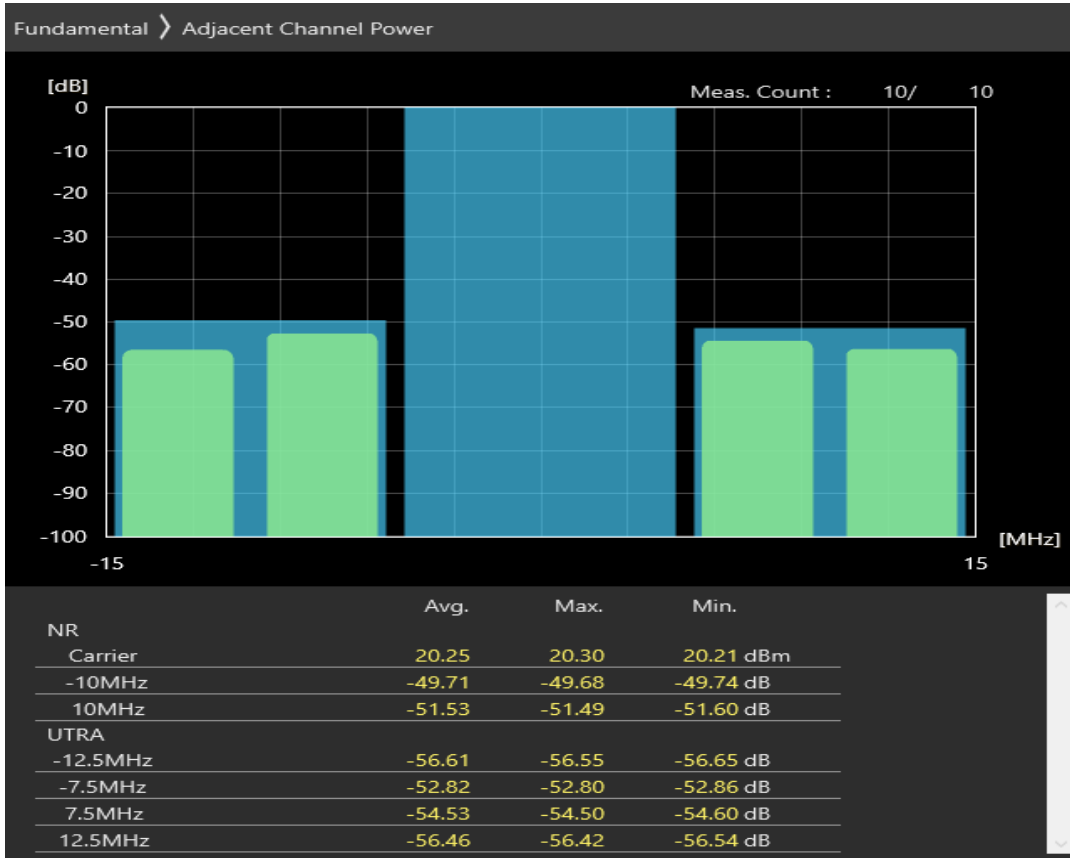 Fundamental 〉 Adjacent Channel Power
[dB]
Meas. Count : 10/ 10
0
-10
-20
-30
-40
-50
-60
-70
-80
-90
-100
[MHz]
-15 15
Avg. Max. Min.
NR
Carrier 20.25 20.30 20.21 dBm
-10MHz -49.71 -49.68 -49.74 dB
10MHz -51.53 -51.49 -51.60 dB
UTRA
-12.5MHz -56.61 -56.55 -56.65 dB
-7.5MHz -52.82 -52.80 -52.86 dB
7.5MHz -54.53 -54.50 -54.60 dB
12.5MHz -56.46 -56.42 -56.54 dB